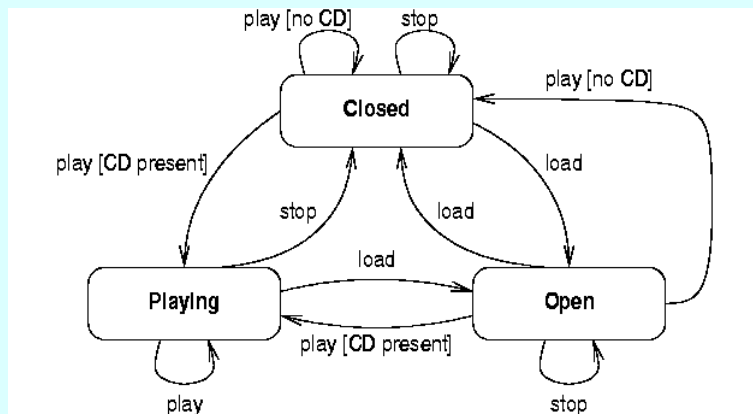 play [no CD]
stop
play [no CD]
Closed
play [CD present]
load
stop
load
load
Playing
Open
play [CD present]
play
stop